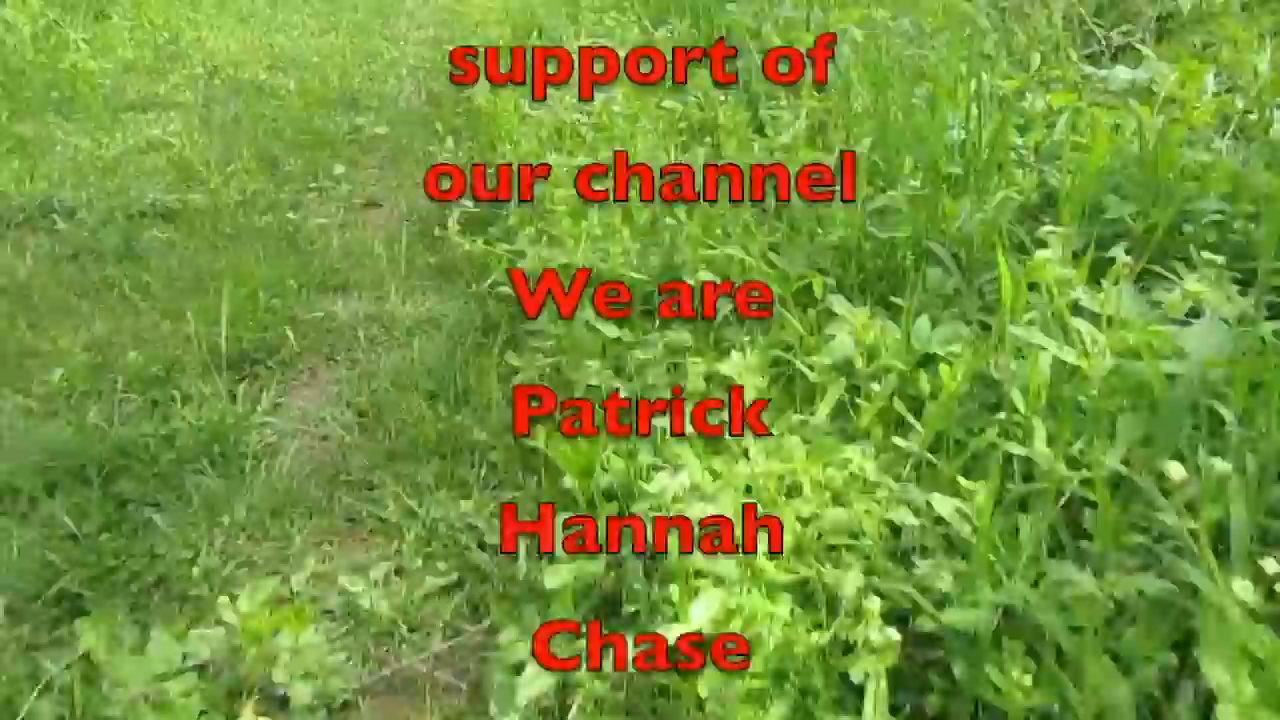 support of
our channel
We are
Patrick
Hannah
Chase